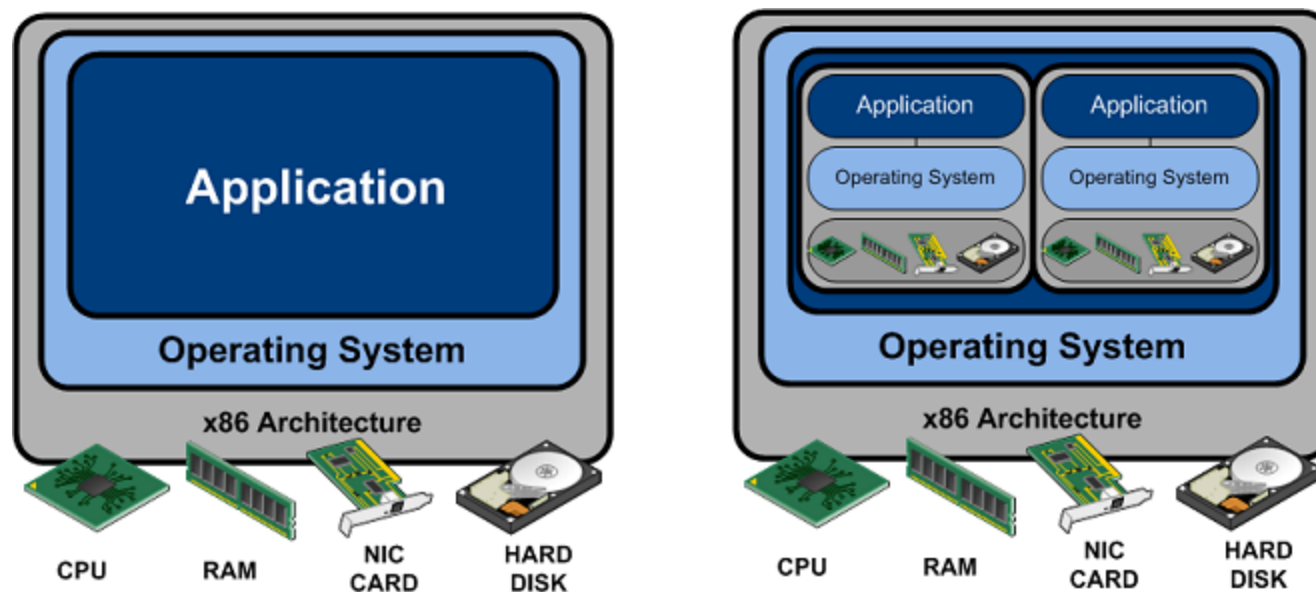 Application
Operating System
x86 Architecture
CPU
RAM
NIC
CARD
HARD
DISK
Application
Application
Operating System
Operating System
Operating System
x86 Architecture
CPU
RAM
NIC
CARD
HARD
DISK